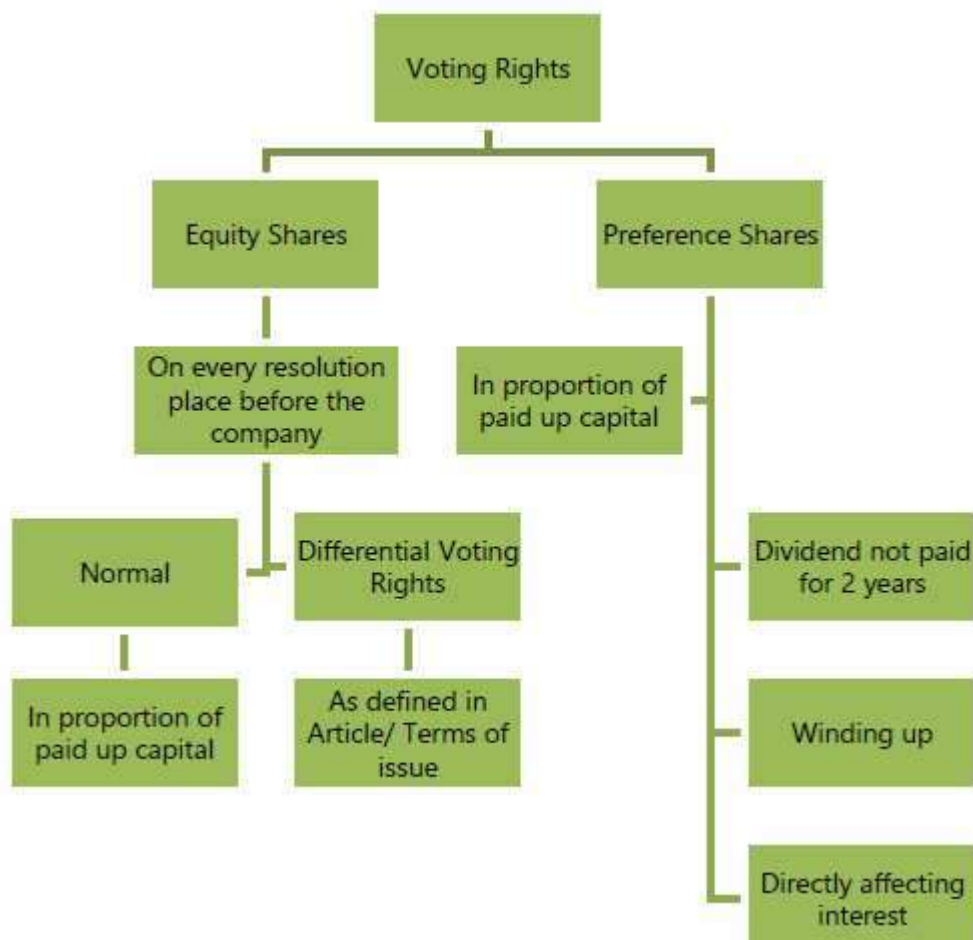 Voting Rights
Equity Shares
Preference Shares
On every resolution
place before the
company
In proportion of
paid up capital
Normal
Differential Voting
Rights
Dividend not paid
for 2 years
In proportion of
paid up capital
As defined in
Article/ Terms of
issue
Winding up
Directly affecting
interest